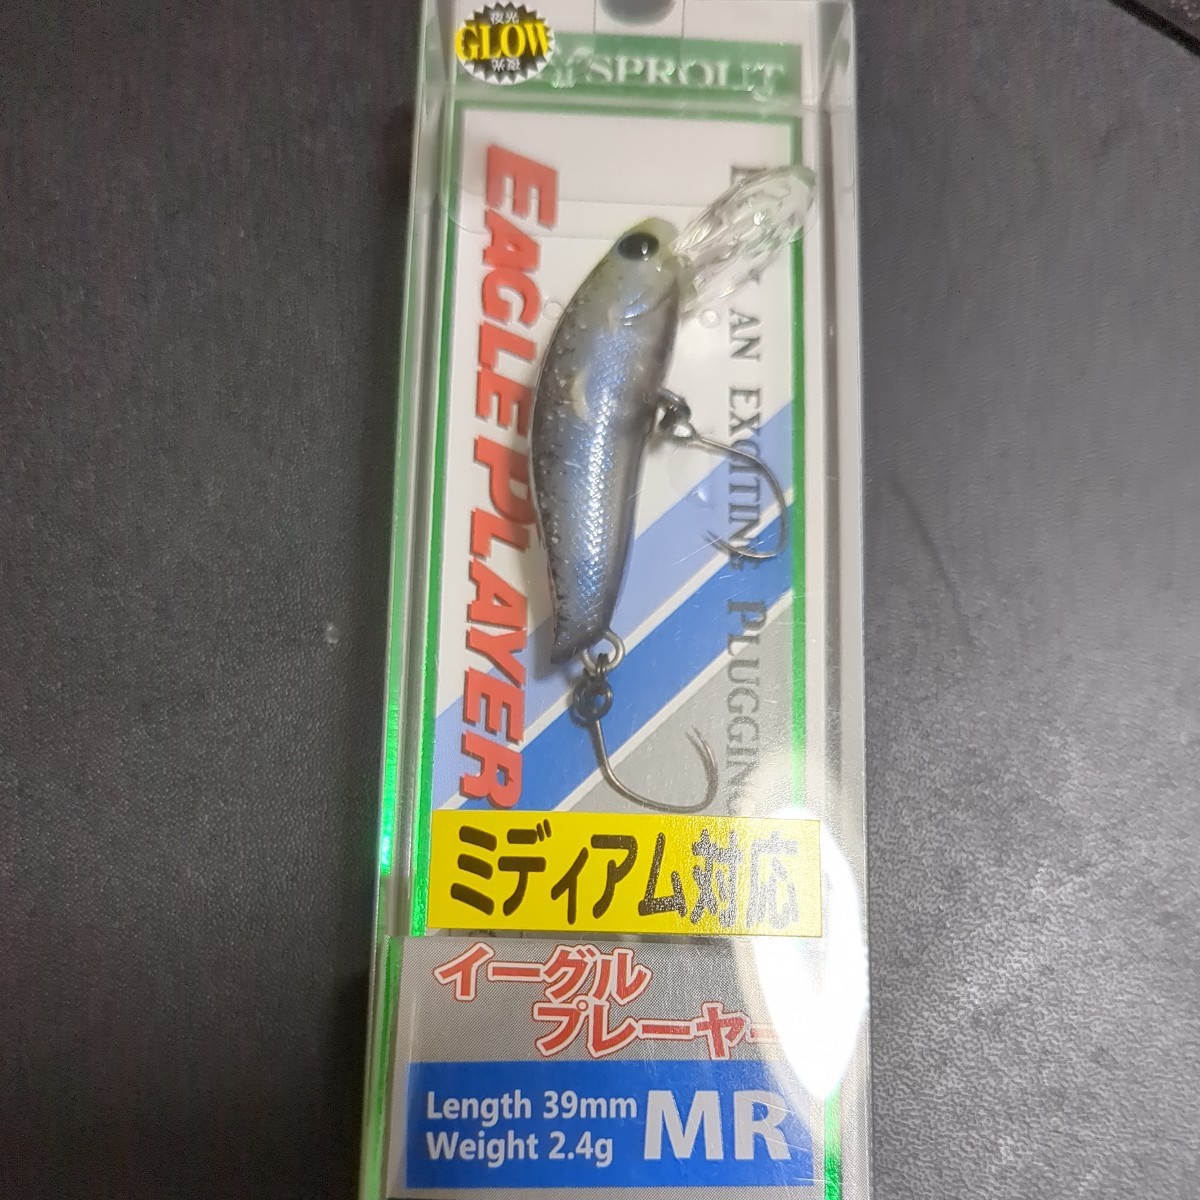 夜光
GLOW
夜光
SPROUT
EAGLE PLAYER
AN EXCITING PLUGGING
ミディアム対応
イーグル
プレーヤー
Length 39mm
Weight 2.4g
MR